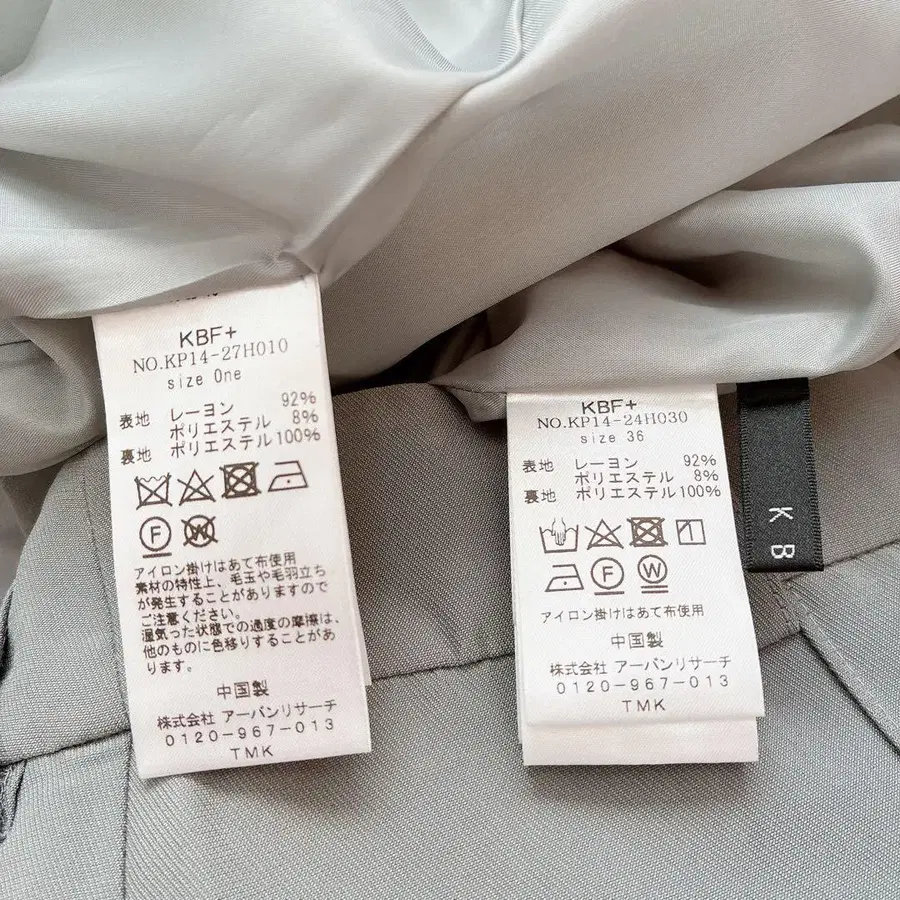 KBF+
NO.KP14-27H010
size One
表地 レーヨン 92%
ポリエステル 8%
裏地 ポリエステル 100%
F W
アイロン掛けはあて布使用
素材の特性上、毛玉や毛羽立ち
が発生することがありますので
ご注意ください。
湿気った状態での過度の摩擦は、
他のものに色移りすることがあ
ります。
中国製
株式会社 アーバンリサーチ
0120-967-013
TMK
KBF+
NO.KP14-24H030
size 36
表地 レーヨン 92%
ポリエステル 8%
裏地 ポリエステル 100%
F W
アイロン掛けはあて布使用
中国製
株式会社 アーバンリサーチ
0120-967-013
TMK
K B